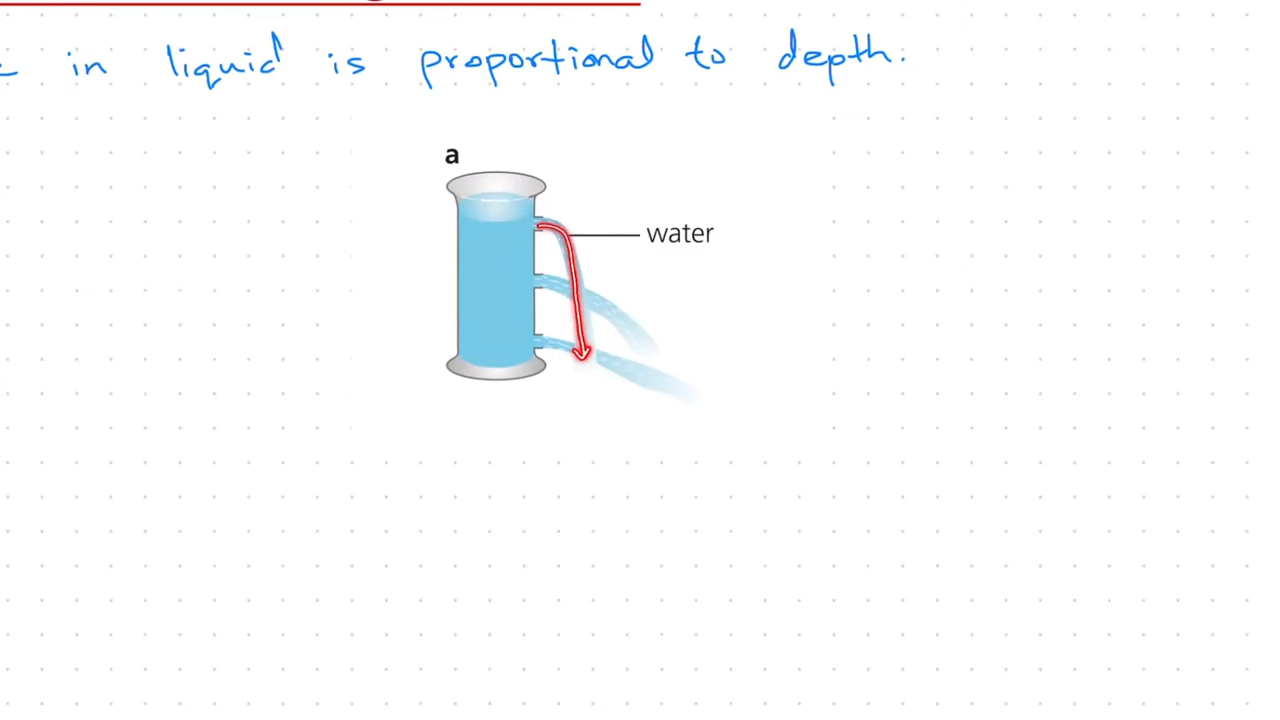 in liquid is proportional to depth.
a
water